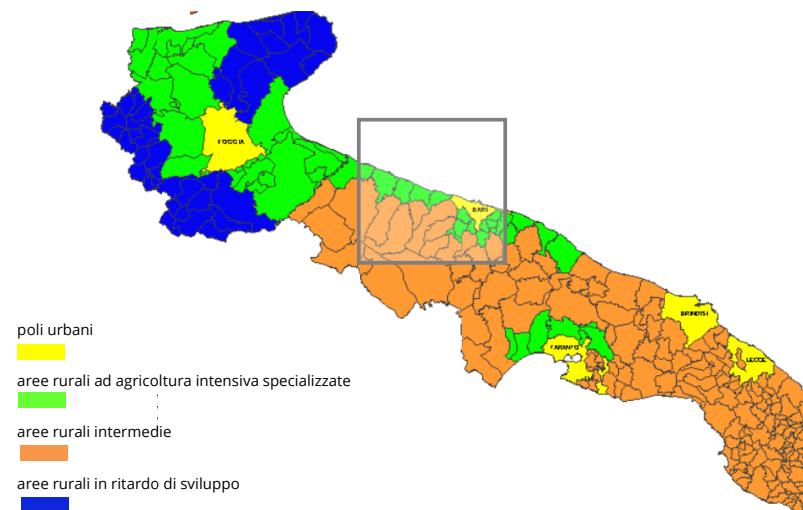 FOGGIA
BARI
BRINDISI
TARANTO
LECCE
poli urbani
aree rurali ad agricoltura intensiva specializzate
aree rurali intermedie
aree rurali in ritardo di sviluppo